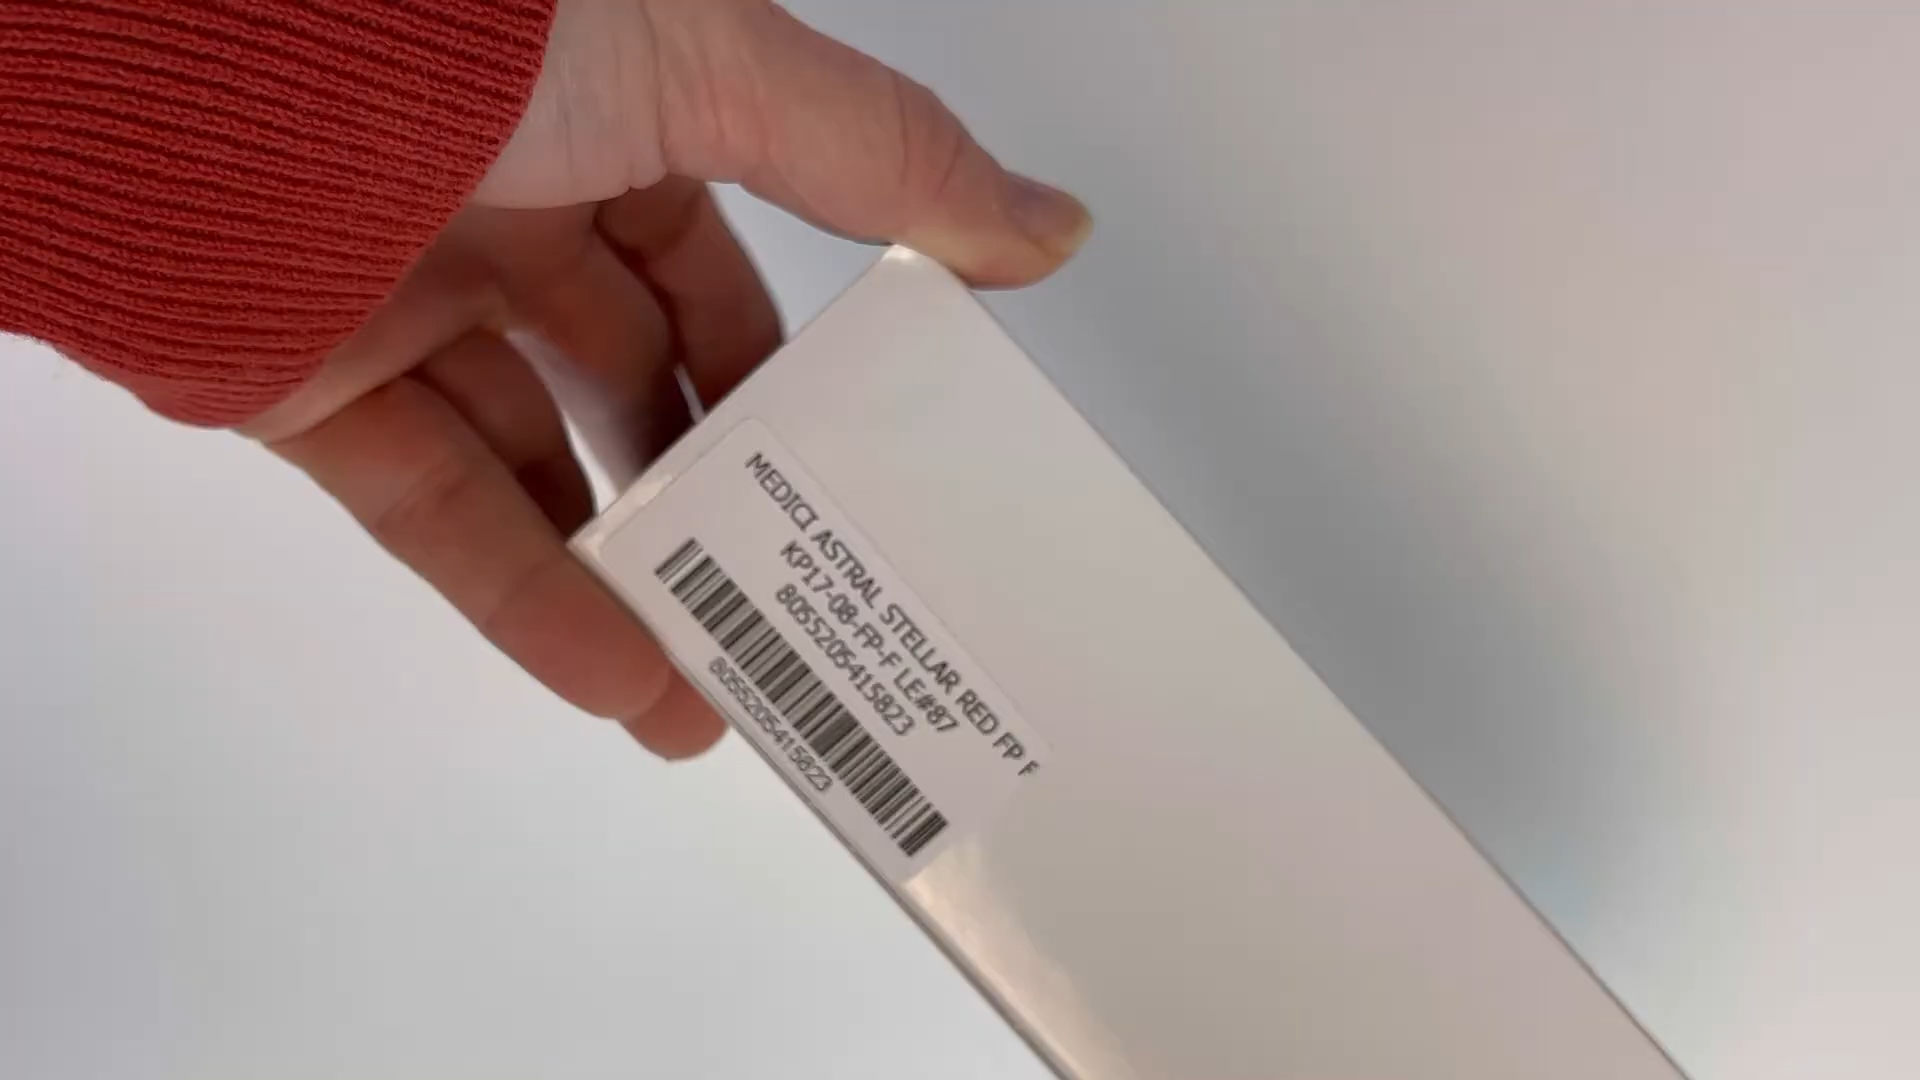 MEDICI ASTRAL STELLAR RED FP F
KP17-08-FP-F LE#87
8055205415823
8055205415823